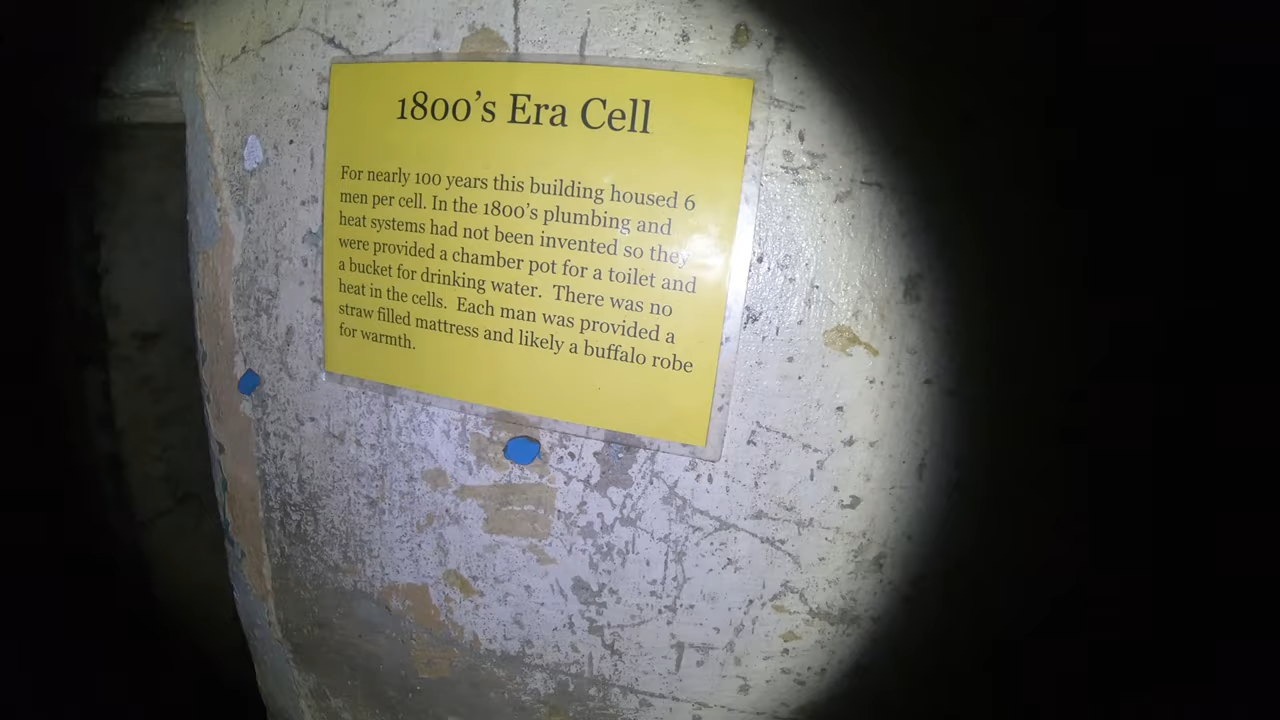 1800's Era Cell
For nearly 100 years this building housed 6
men per cell. In the 1800's plumbing and
heat systems had not been invented so they
were provided a chamber pot for a toilet and
a bucket for drinking water.  There was no
heat in the cells.  Each man was provided a
straw filled mattress and likely a buffalo robe
for warmth.